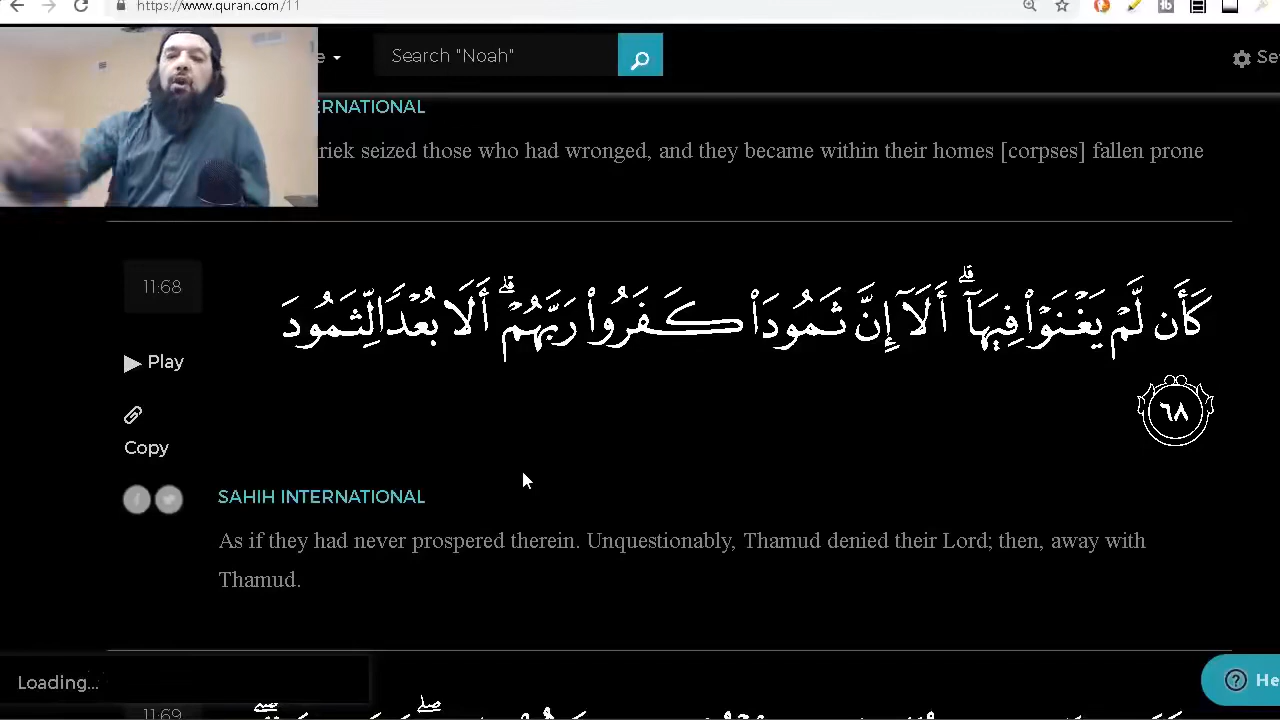 https://www.quran.com/11
Search "Noah"
ERNATIONAL
riek seized those who had wronged, and they became within their homes [corpses] fallen prone
11:68
كَأَن لَّمْ يَغْنَوْا۟ فِيهَآ ۗ أَلَآ إِنَّ ثَمُودَا۟ كَفَرُوا۟ رَبَّهُمْ ۗ أَلَا بُعْدًا لِّثَمُودَ
٦٨
Play
Copy
SAHIH INTERNATIONAL
As if they had never prospered therein. Unquestionably, Thamud denied their Lord; then, away with
Thamud.
Loading...
11:69